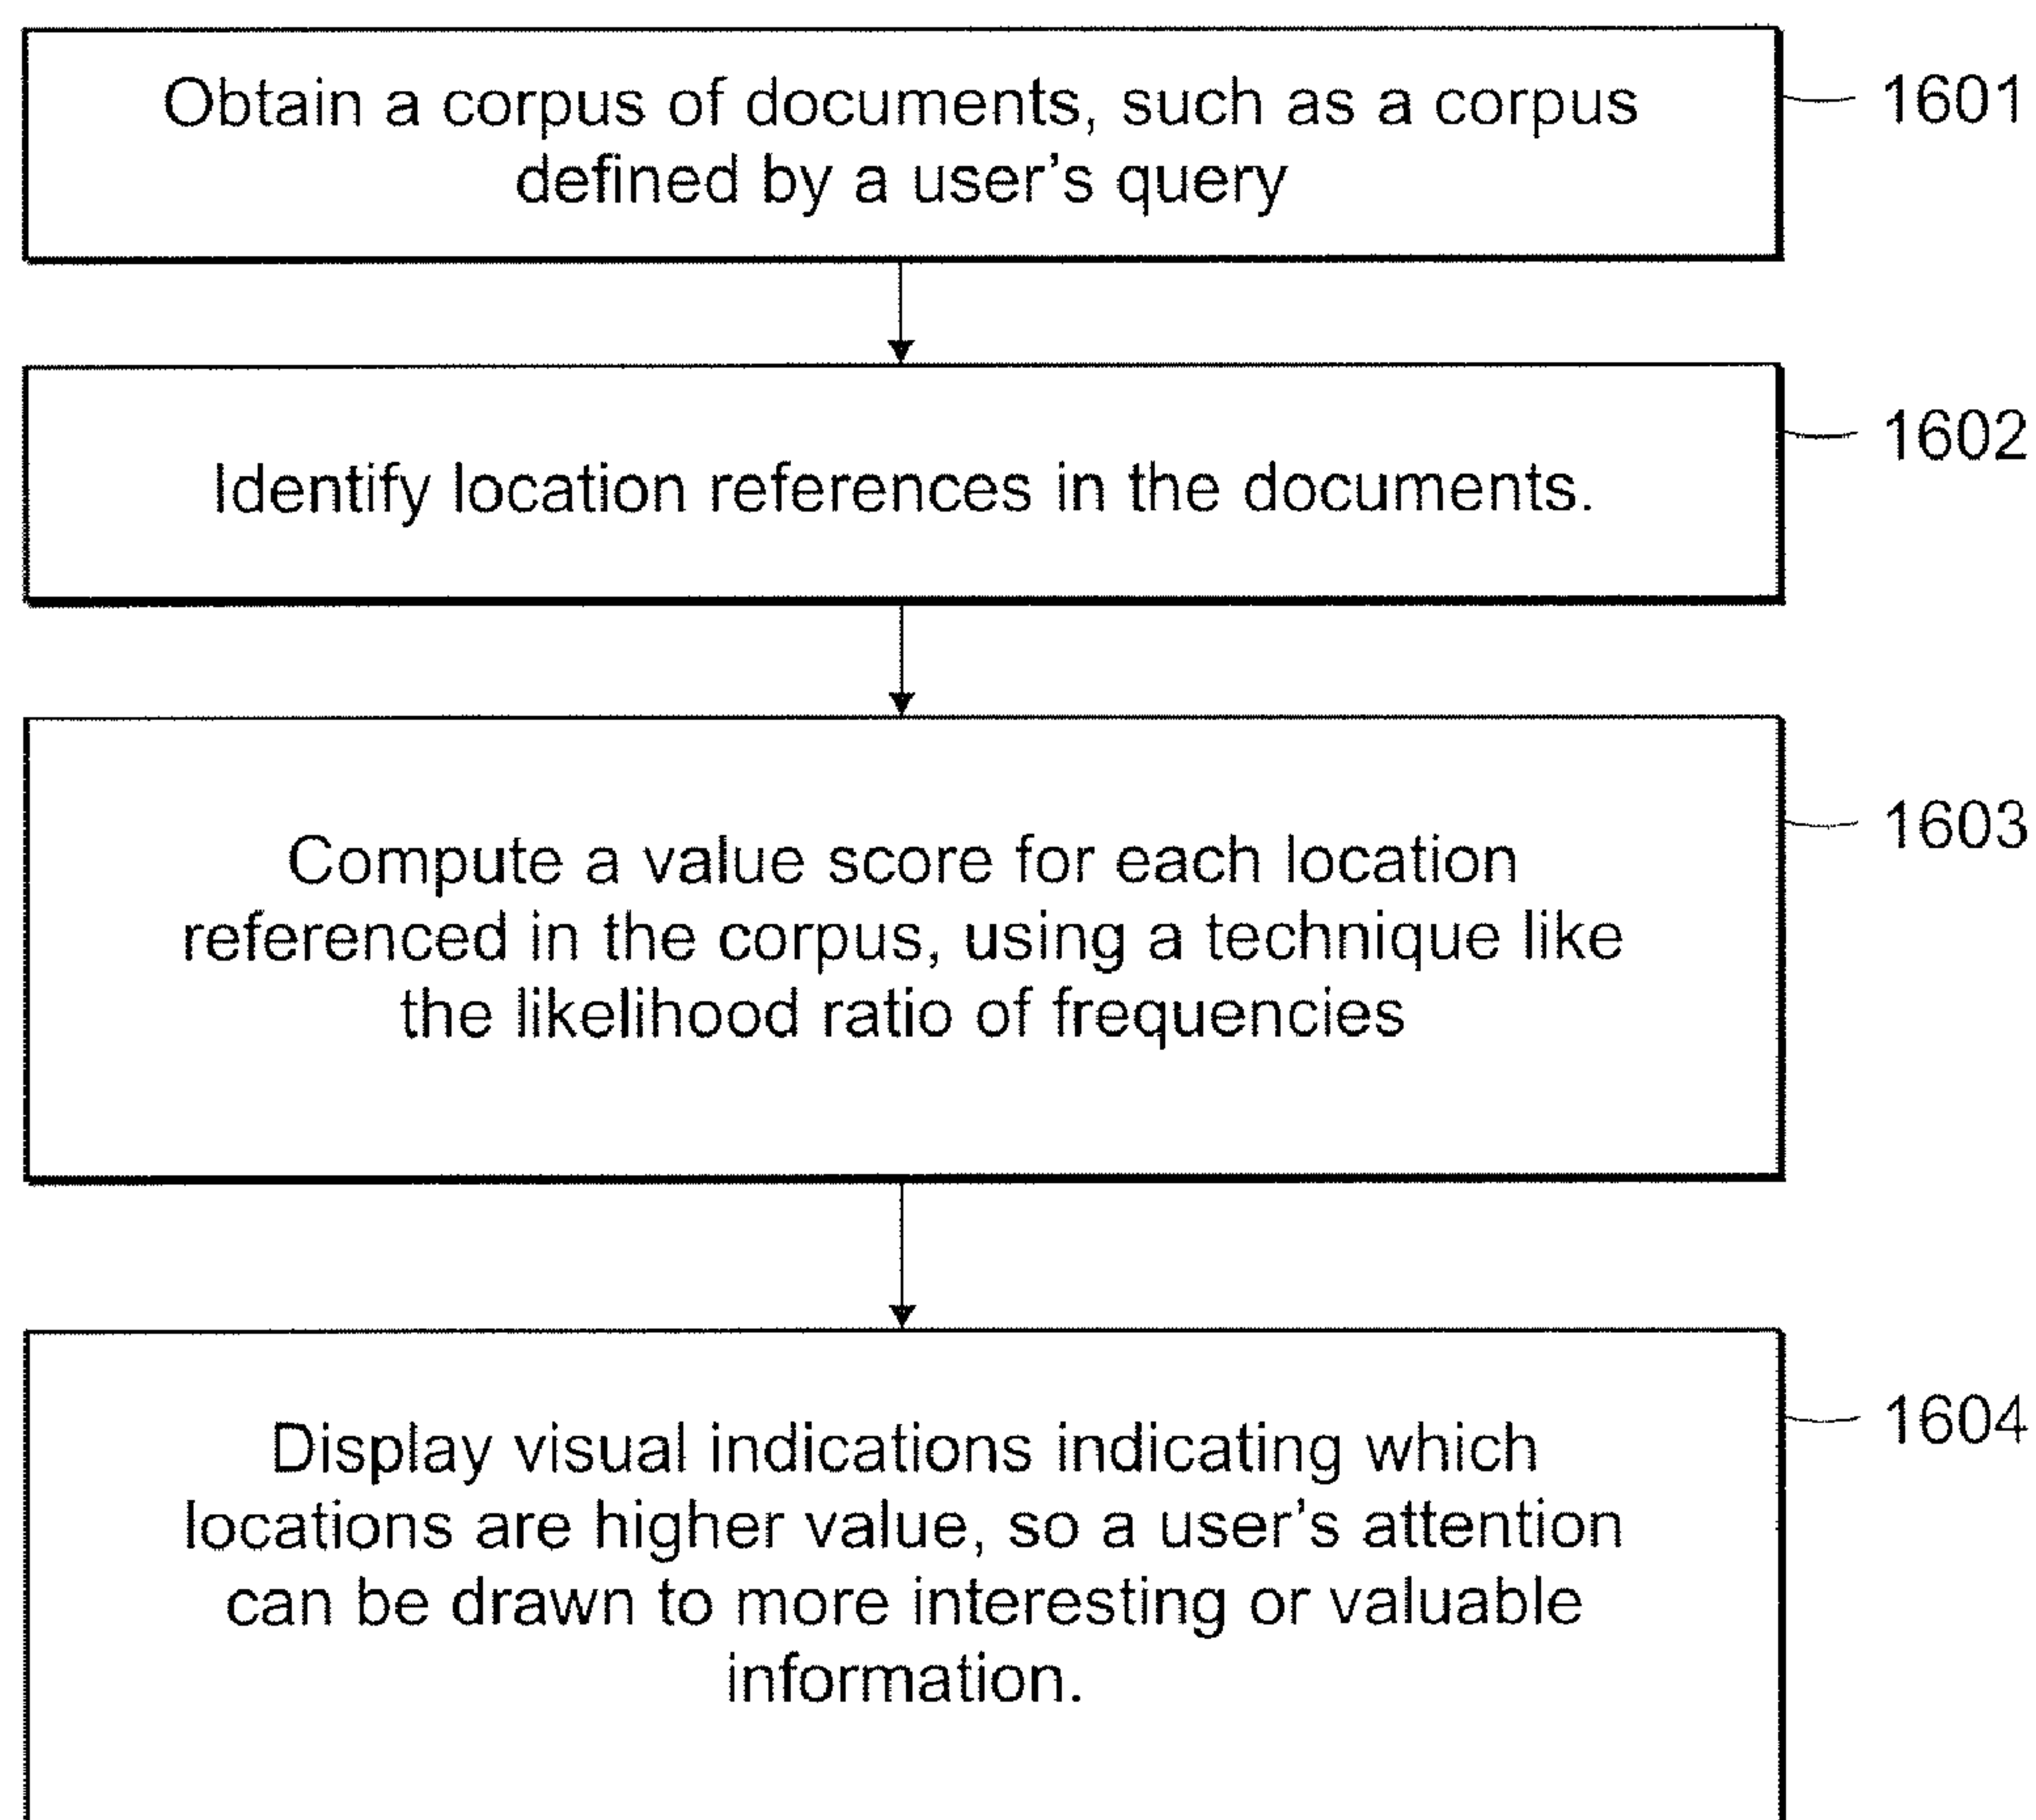 Obtain a corpus of documents, such as a corpus
defined by a user's query
1601
Identify location references in the documents.
1602
Compute a value score for each location
referenced in the corpus, using a technique like
the likelihood ratio of frequencies
1603
Display visual indications indicating which
locations are higher value, so a user's attention
can be drawn to more interesting or valuable
information.
1604